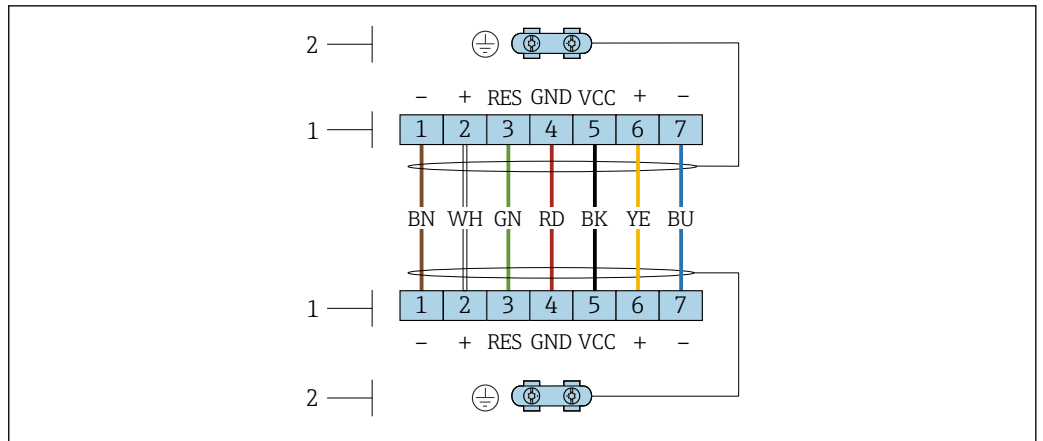 2
– + RES GND VCC + –
1 1 2 3 4 5 6 7
BN WH GN RD BK YE BU
1 1 2 3 4 5 6 7
– + RES GND VCC + –
2